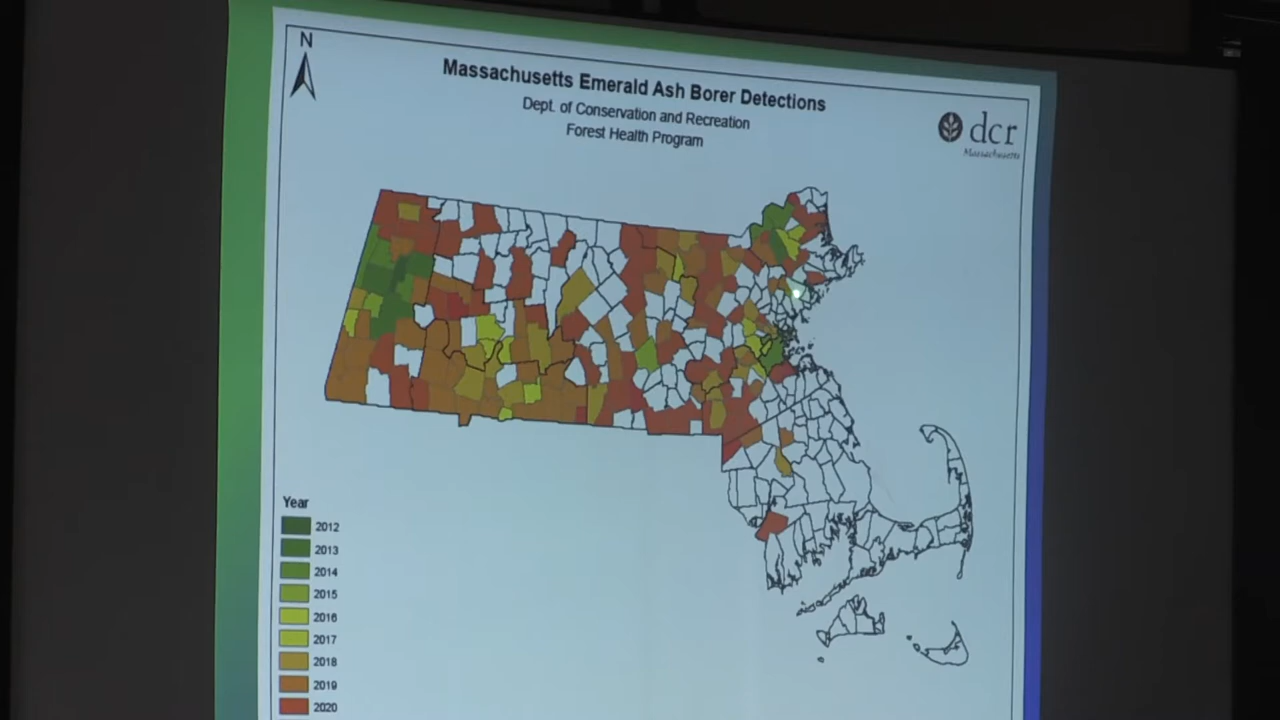 N
Massachusetts Emerald Ash Borer Detections
Dept. of Conservation and Recreation
Forest Health Program
dcr
Massachusetts
Year
2012
2013
2014
2015
2016
2017
2018
2019
2020